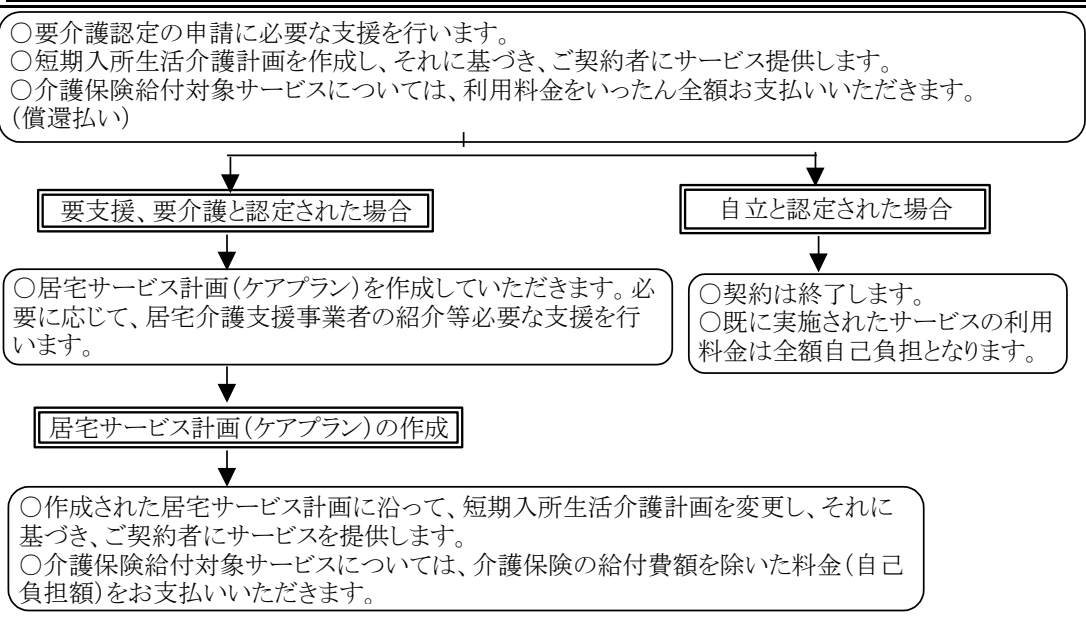 ○要介護認定の申請に必要な支援を行います。
○短期入所生活介護計画を作成し、それに基づき、ご契約者にサービス提供します。
○介護保険給付対象サービスについては、利用料金をいったん全額お支払いいただきます。
(償還払い)
要支援、要介護と認定された場合
自立と認定された場合
○居宅サービス計画(ケアプラン)を作成していただきます。必
要に応じて、居宅介護支援事業者の紹介等必要な支援を行
います。
○契約は終了します。
○既に実施されたサービスの利用
料金は全額自己負担となります。
居宅サービス計画(ケアプラン)の作成
○作成された居宅サービス計画に沿って、短期入所生活介護計画を変更し、それに
基づき、ご契約者にサービスを提供します。
○介護保険給付対象サービスについては、介護保険の給付費額を除いた料金(自己
負担額)をお支払いいただきます。